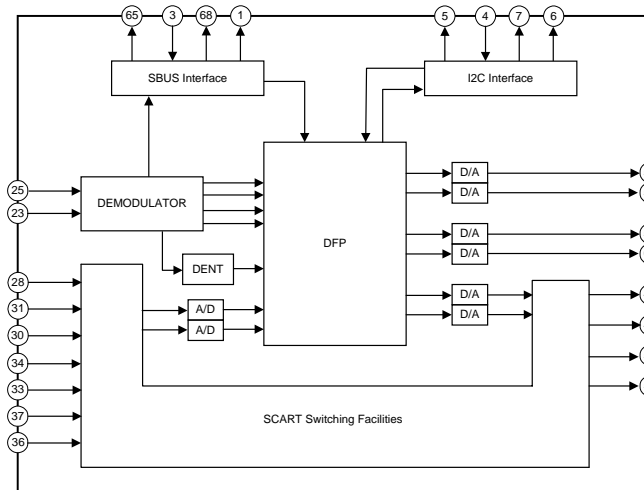 65 3 68 1 5 4 7 6
SBUS Interface I2C Interface
25 DEMODULATOR D/A
23 D/A
DFP
D/A
D/A
DENT
28
31 A/D D/A
30 A/D D/A
34
33
37 SCART Switching Facilities
36